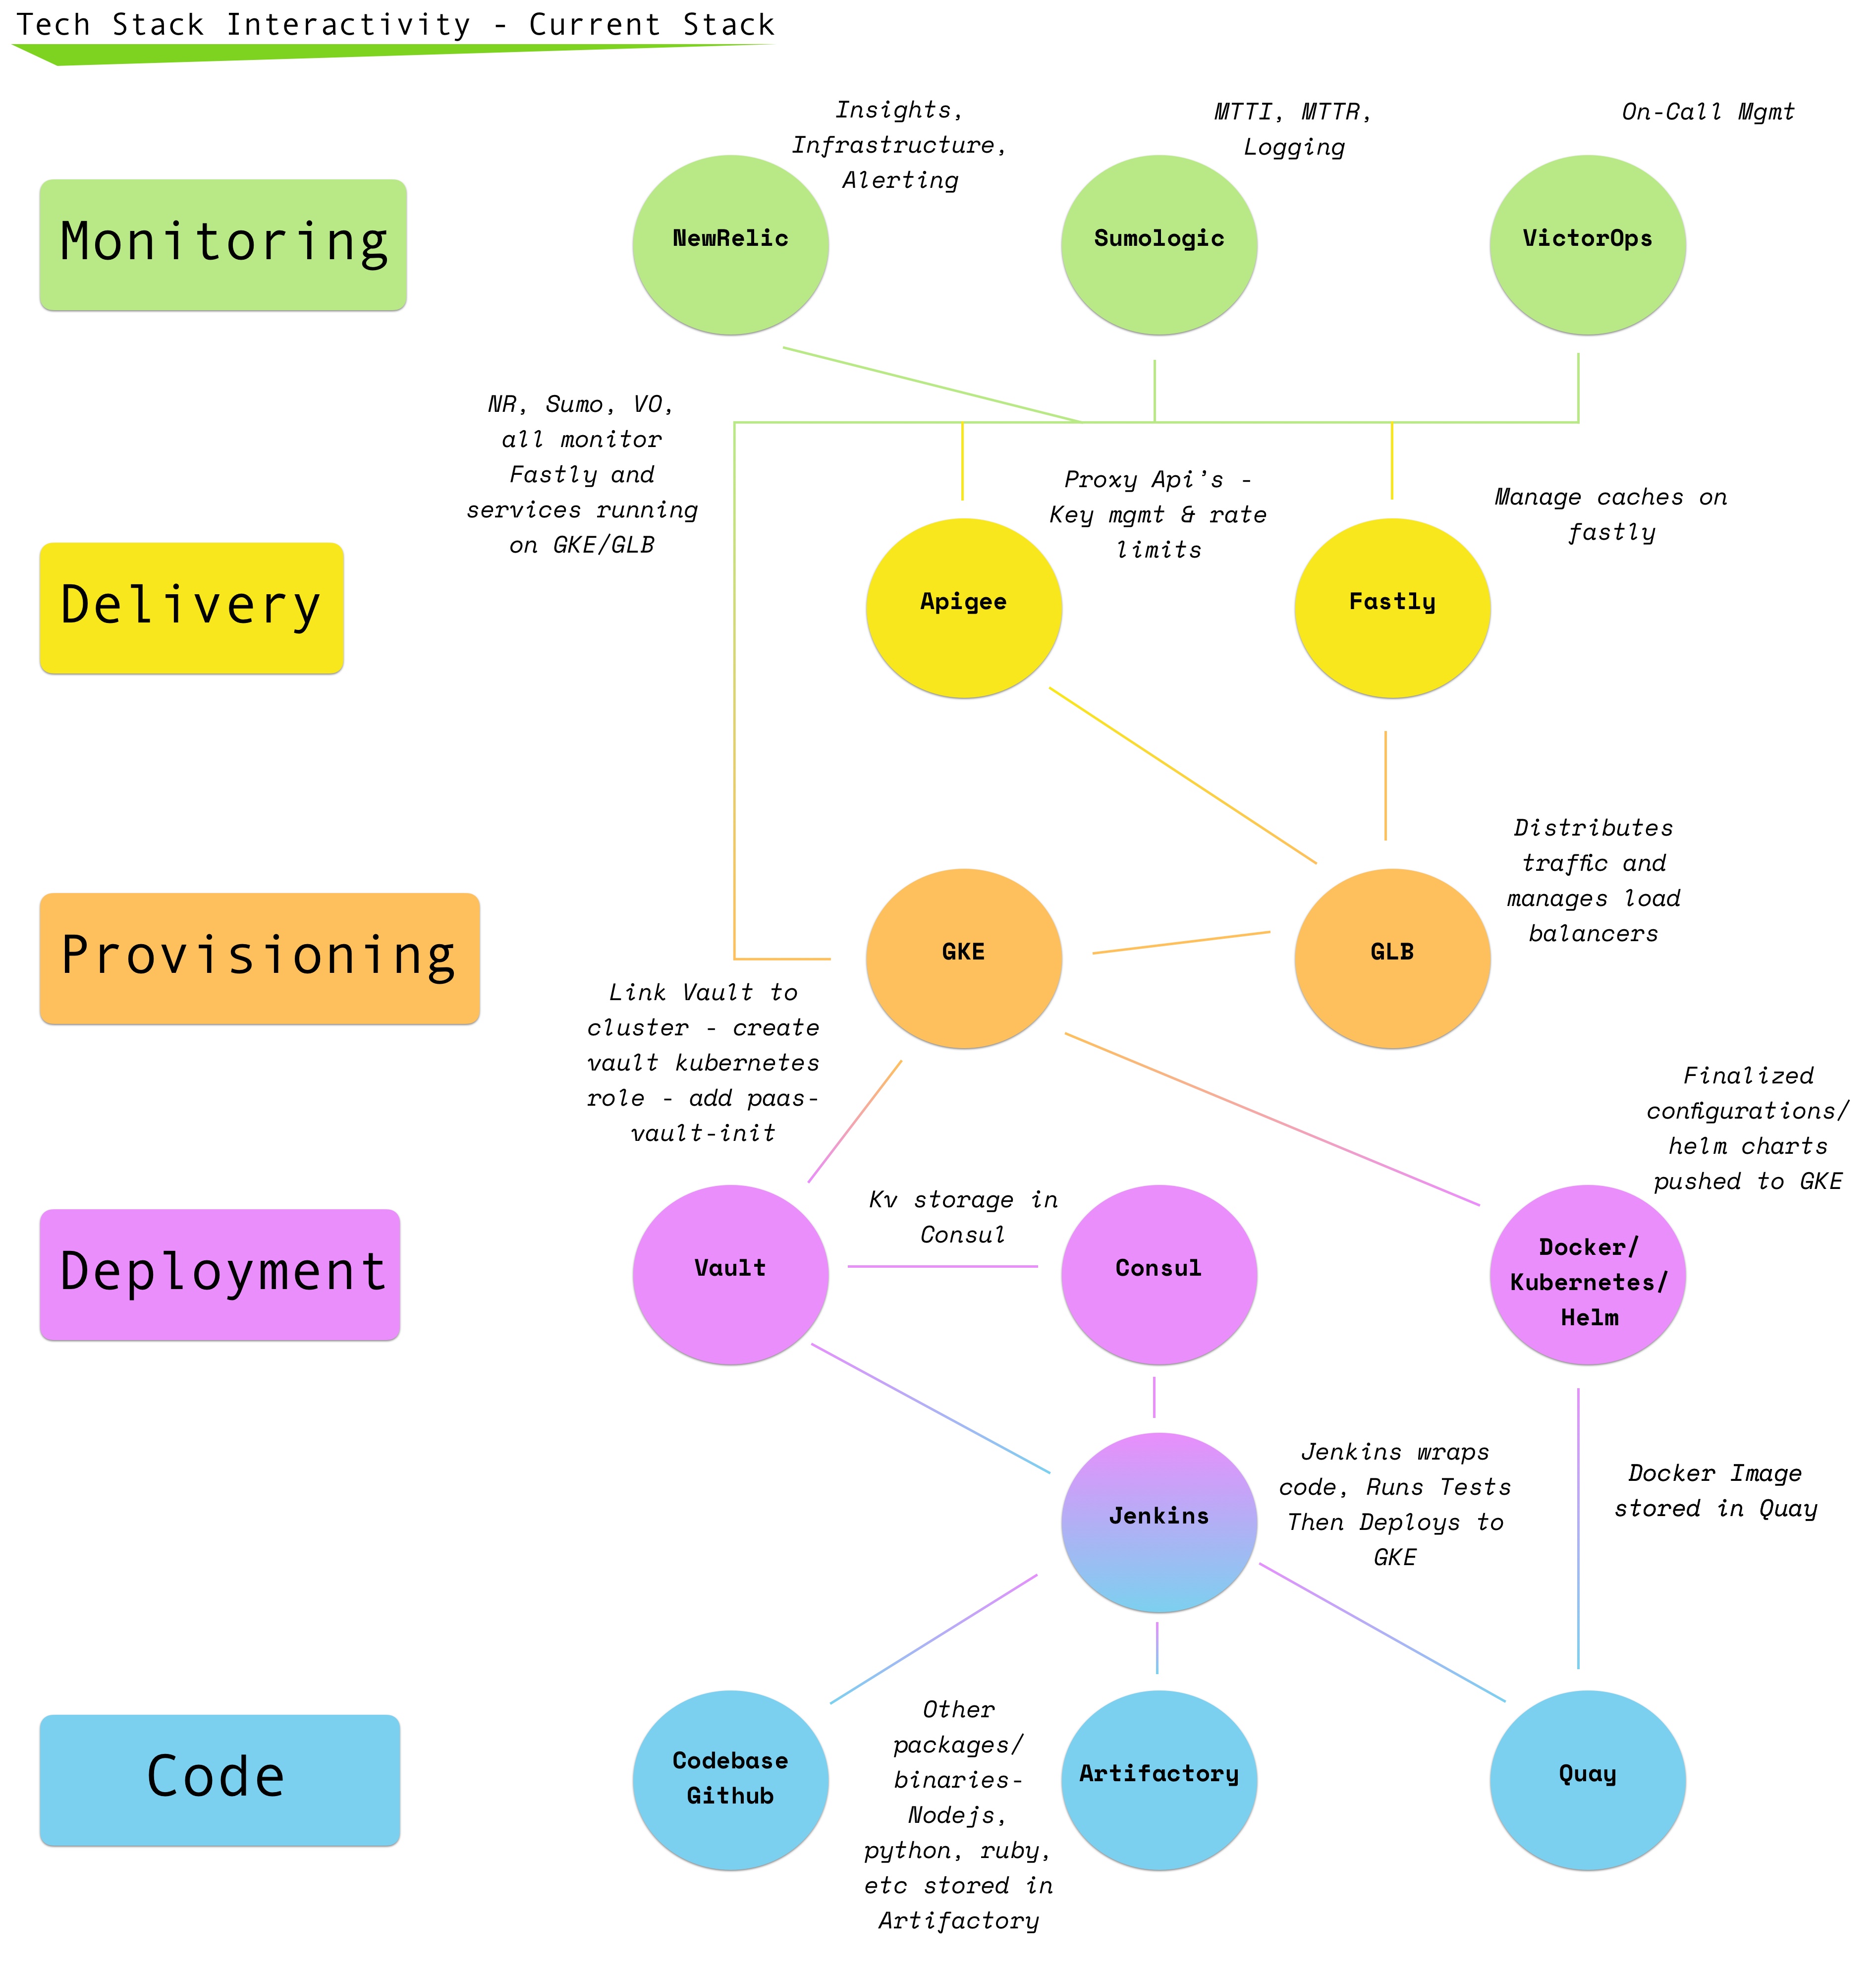 Tech Stack Interactivity - Current Stack
Insights,
Infrastructure,
Alerting
MTTI, MTTR,
Logging
On-Call Mgmt
Monitoring
NewRelic
Sumologic
VictorOps
NR, Sumo, VO,
all monitor
Fastly and
services running
on GKE/GLB
Proxy Api's -
Key mgmt & rate
limits
Manage caches on
fastly
Delivery
Apigee
Fastly
Distributes
traffic and
manages load
balancers
Provisioning
GKE
GLB
Link Vault to
cluster - create
vault kubernetes
role - add paas-
vault-init
Finalized
configurations/
helm charts
pushed to GKE
Kv storage in
Consul
Deployment
Vault
Consul
Docker/
Kubernetes/
Helm
Jenkins
Jenkins wraps
code, Runs Tests
Then Deploys to
GKE
Docker Image
stored in Quay
Code
Codebase
Github
Other
packages/
binaries-
Nodejs,
python, ruby,
etc stored in
Artifactory
Artifactory
Quay